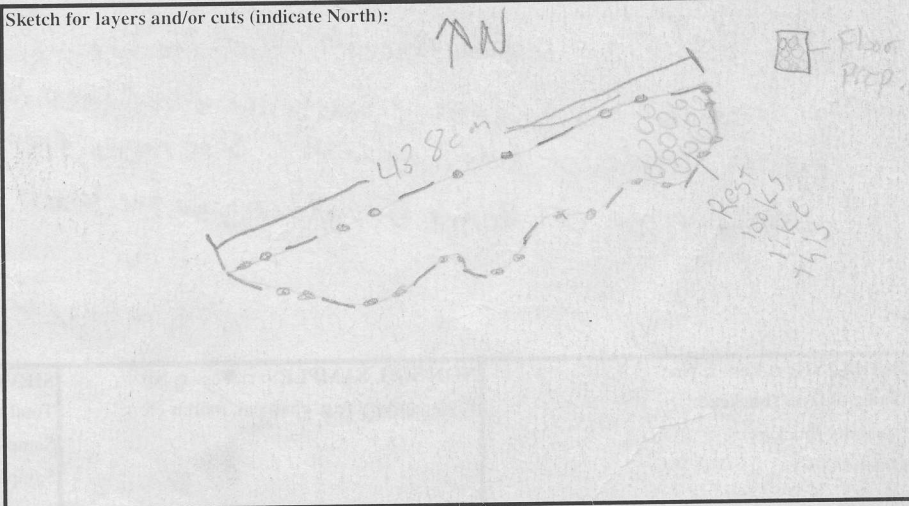 Sketch for layers and/or cuts (indicate North):
N
Floor
Prep.
438cm
Rest
looks
like
this